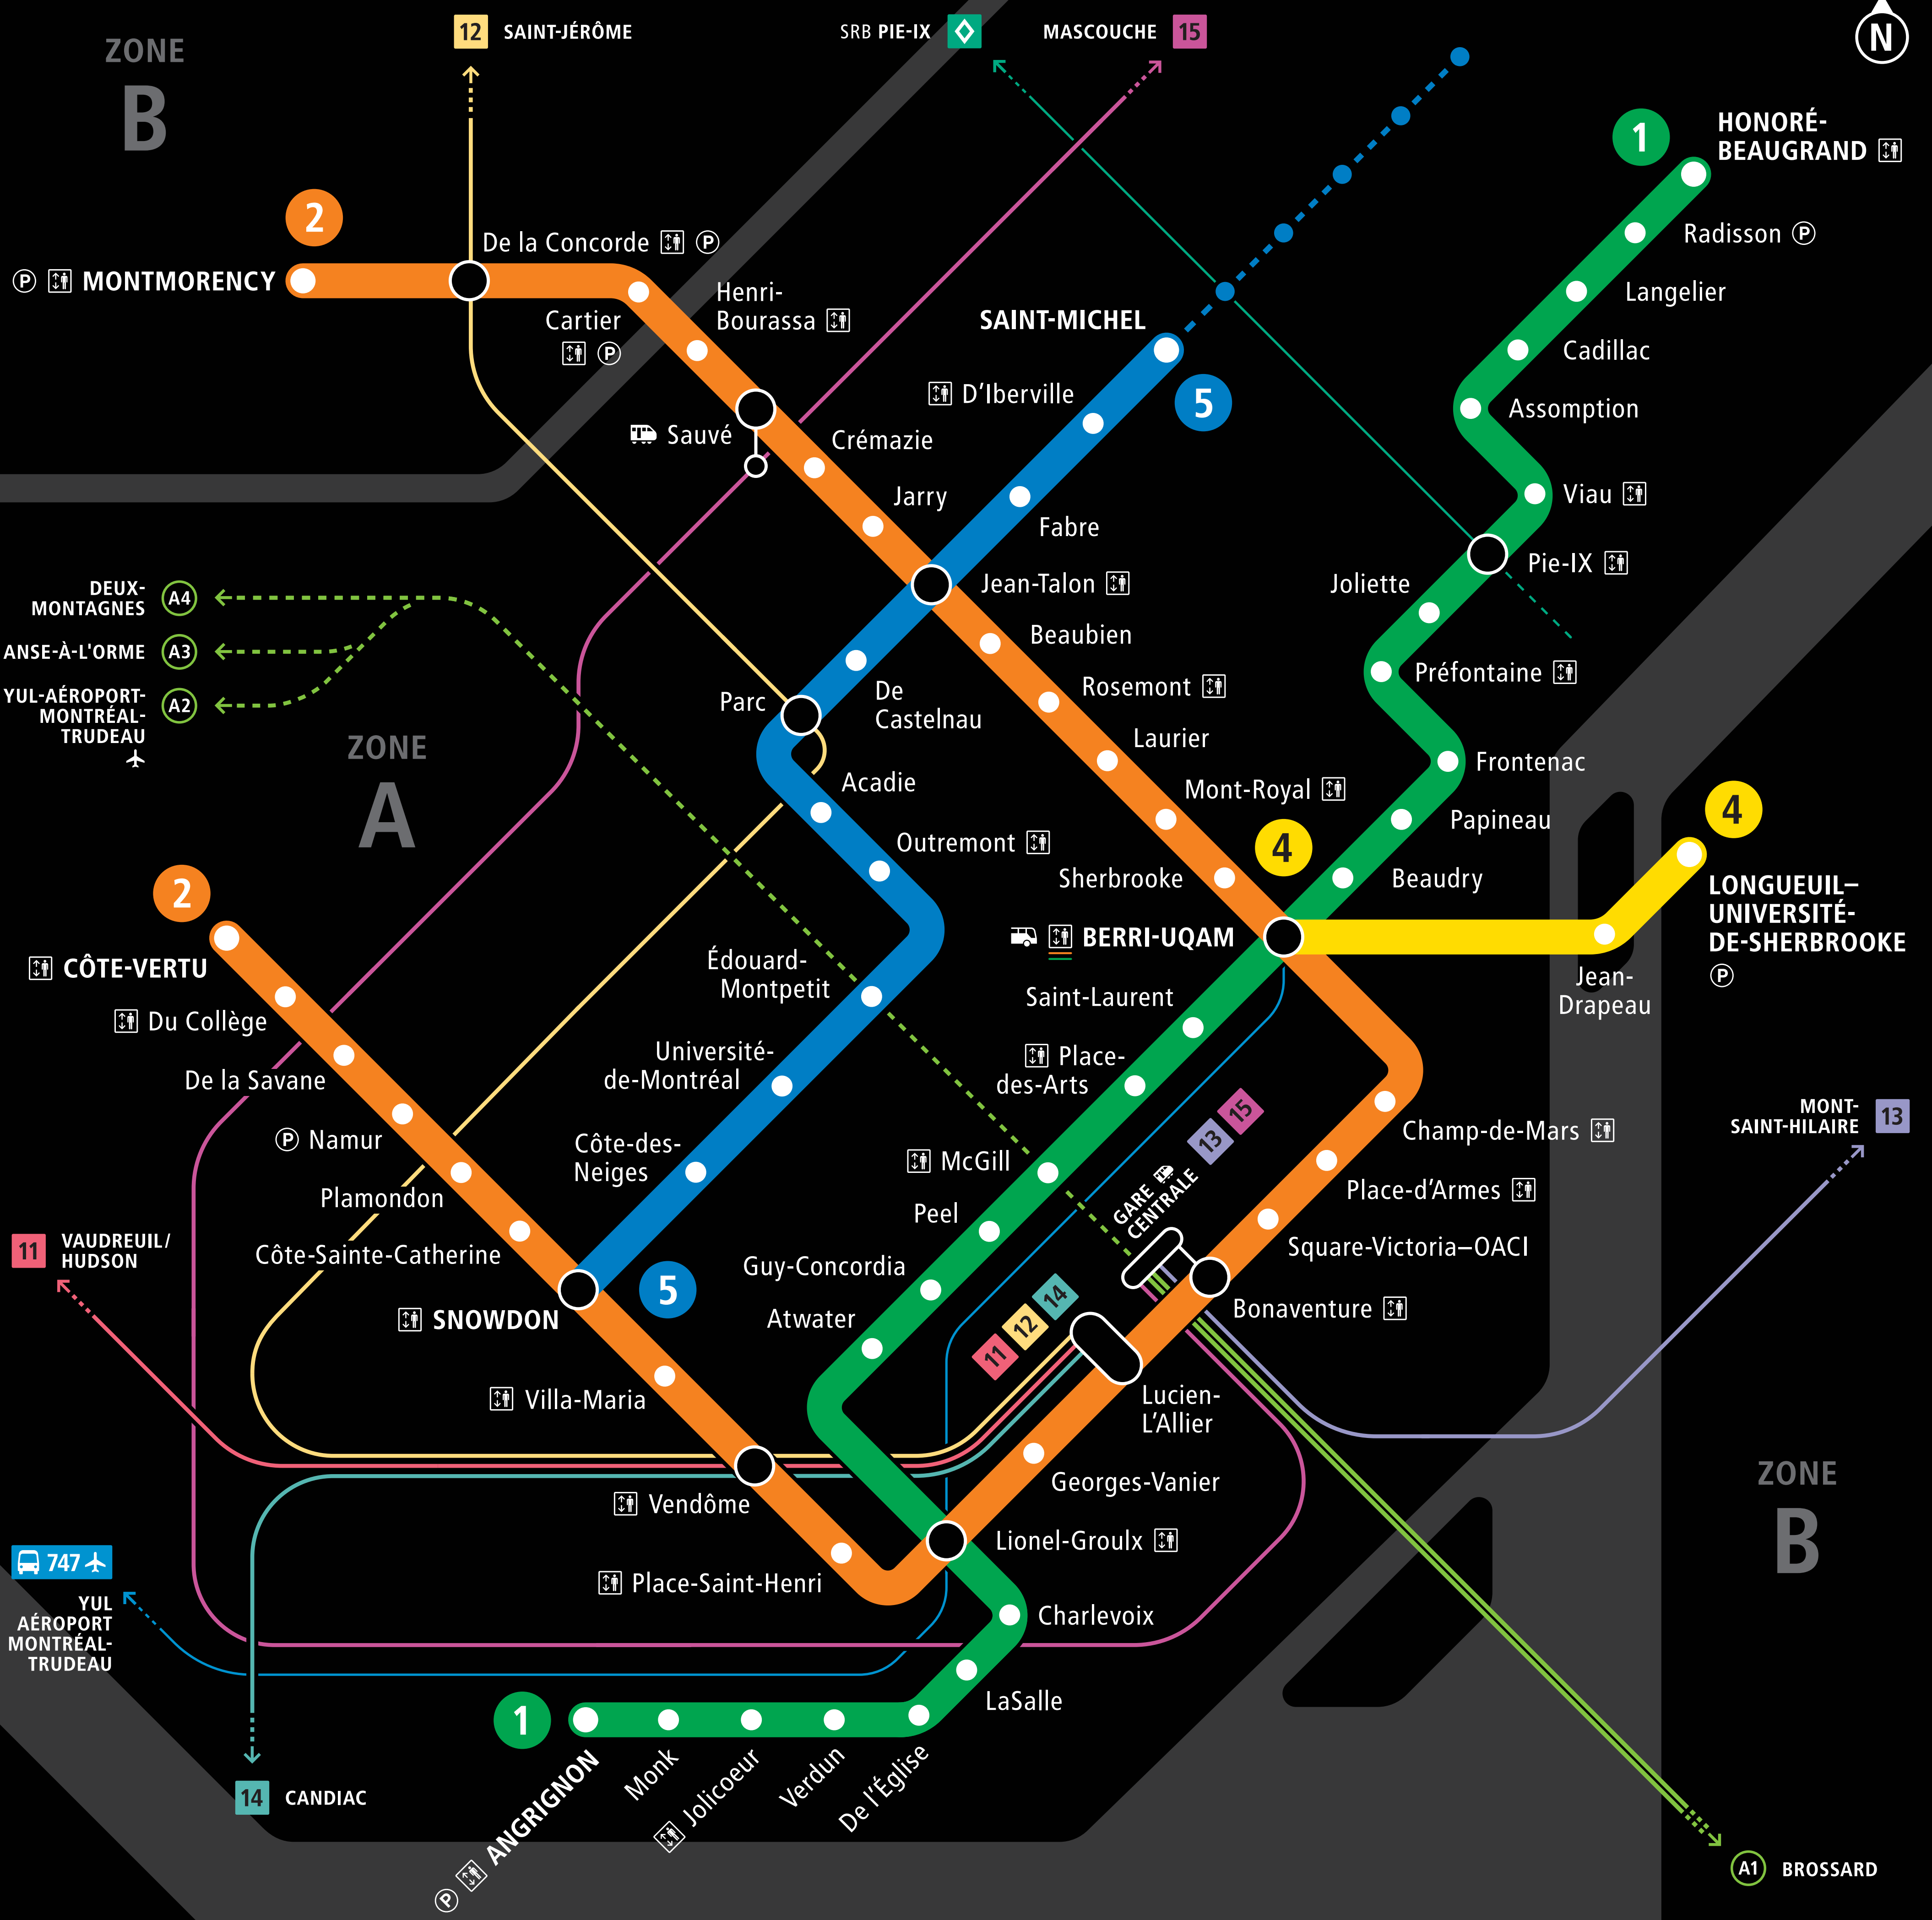 12 SAINT-JÉRÔME
SRB PIE-IX
MASCOUCHE 15
N
ZONE
B
1
HONORÉ-
BEAUGRAND
Radisson P
Langelier
Cadillac
Assomption
Viau
Pie-IX
Joliette
Préfontaine
Frontenac
Papineau
Beaudry
2
P MONTMORENCY
De la Concorde P
Cartier
P
Henri-
Bourassa
Sauvé
Crémazie
Jarry
Jean-Talon
Beaubien
Rosemont
Laurier
Mont-Royal
Sherbrooke
SAINT-MICHEL
5
D'Iberville
Fabre
De
Castelnau
Parc
Acadie
Outremont
Édouard-
Montpetit
Université-
de-Montréal
Côte-des-
Neiges
DEUX-
MONTAGNES A4
ANSE-À-L'ORME A3
YUL-AÉROPORT-
MONTRÉAL-
TRUDEAU
A2
ZONE
A
4
4
LONGUEUIL–
UNIVERSITÉ-
DE-SHERBROOKE
P
Jean-
Drapeau
BERRI-UQAM
Saint-Laurent
Place-
des-Arts
McGill
Peel
Guy-Concordia
Atwater
2
CÔTE-VERTU
Du Collège
De la Savane
P Namur
Plamondon
Côte-Sainte-Catherine
SNOWDON
5
Villa-Maria
Vendôme
Place-Saint-Henri
Lionel-Groulx
Georges-Vanier
Lucien-
L'Allier
Bonaventure
Square-Victoria–OACI
Place-d'Armes
Champ-de-Mars
GARE
CENTRALE
13 15
11 12 14
MONT-
SAINT-HILAIRE 13
11 VAUDREUIL/
HUDSON
ZONE
B
747
YUL
AÉROPORT
MONTRÉAL-
TRUDEAU
Charlevoix
LaSalle
De l'Église
Verdun
Jolicoeur
Monk
P ANGRIGNON
1
14 CANDIAC
A1 BROSSARD